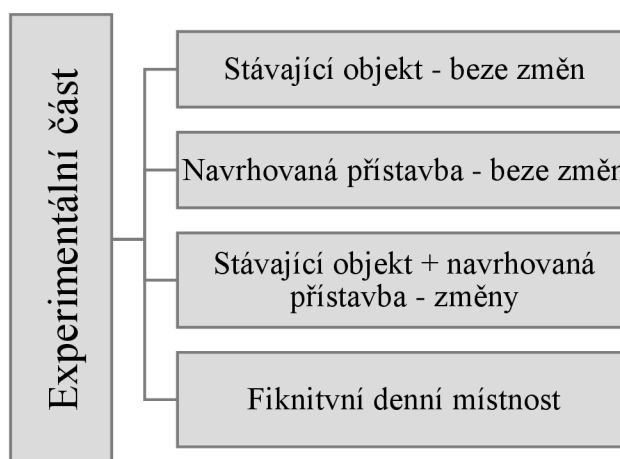 Experimentální část
Stávající objekt - beze změn
Navrhovaná přístavba - beze změn
Stávající objekt + navrhovaná
přístavba - změny
Fiknitvní denní místnost